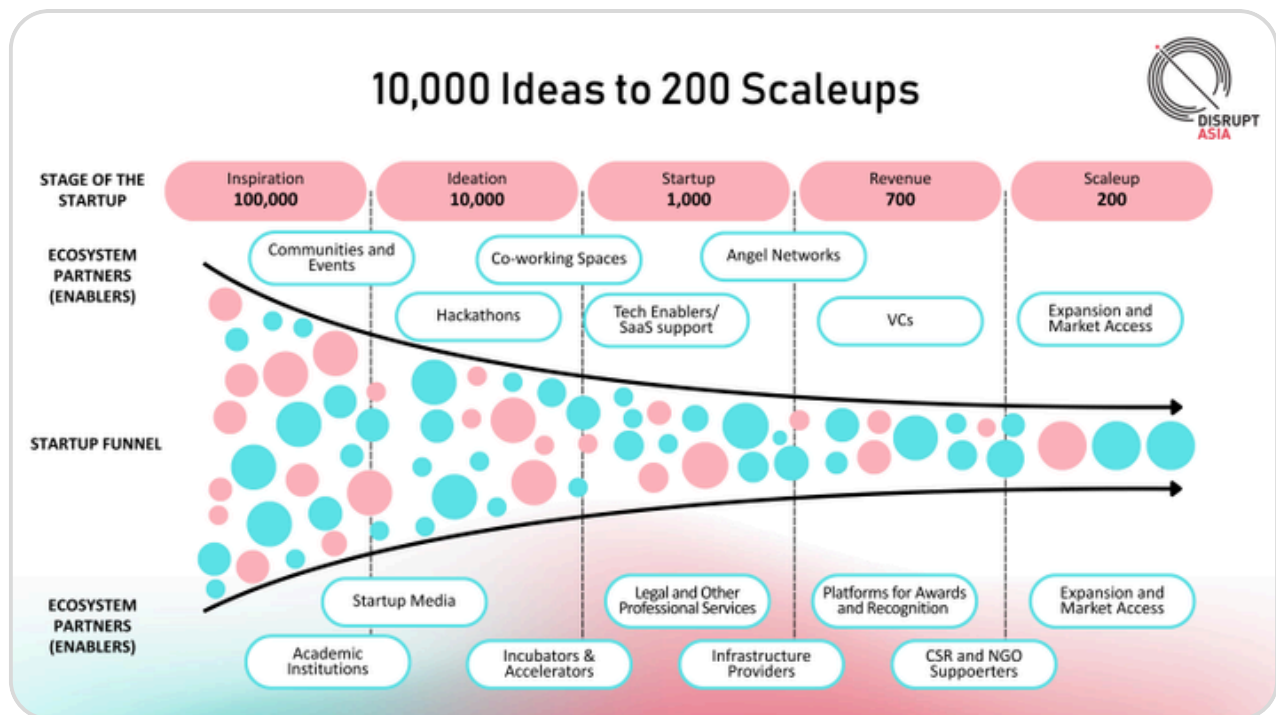 10,000 Ideas to 200 Scaleups
DISRUPT
ASIA
STAGE OF THE
STARTUP
Inspiration
100,000
Ideation
10,000
Startup
1,000
Revenue
700
Scaleup
200
ECOSYSTEM
PARTNERS
(ENABLERS)
Communities and
Events
Co-working Spaces
Angel Networks
Hackathons
Tech Enablers/
SaaS support
VCs
Expansion and
Market Access
STARTUP FUNNEL
ECOSYSTEM
PARTNERS
(ENABLERS)
Startup Media
Legal and Other
Professional Services
Platforms for Awards
and Recognition
Expansion and
Market Access
Academic
Institutions
Incubators &
Accelerators
Infrastructure
Providers
CSR and NGO
Suppoerters